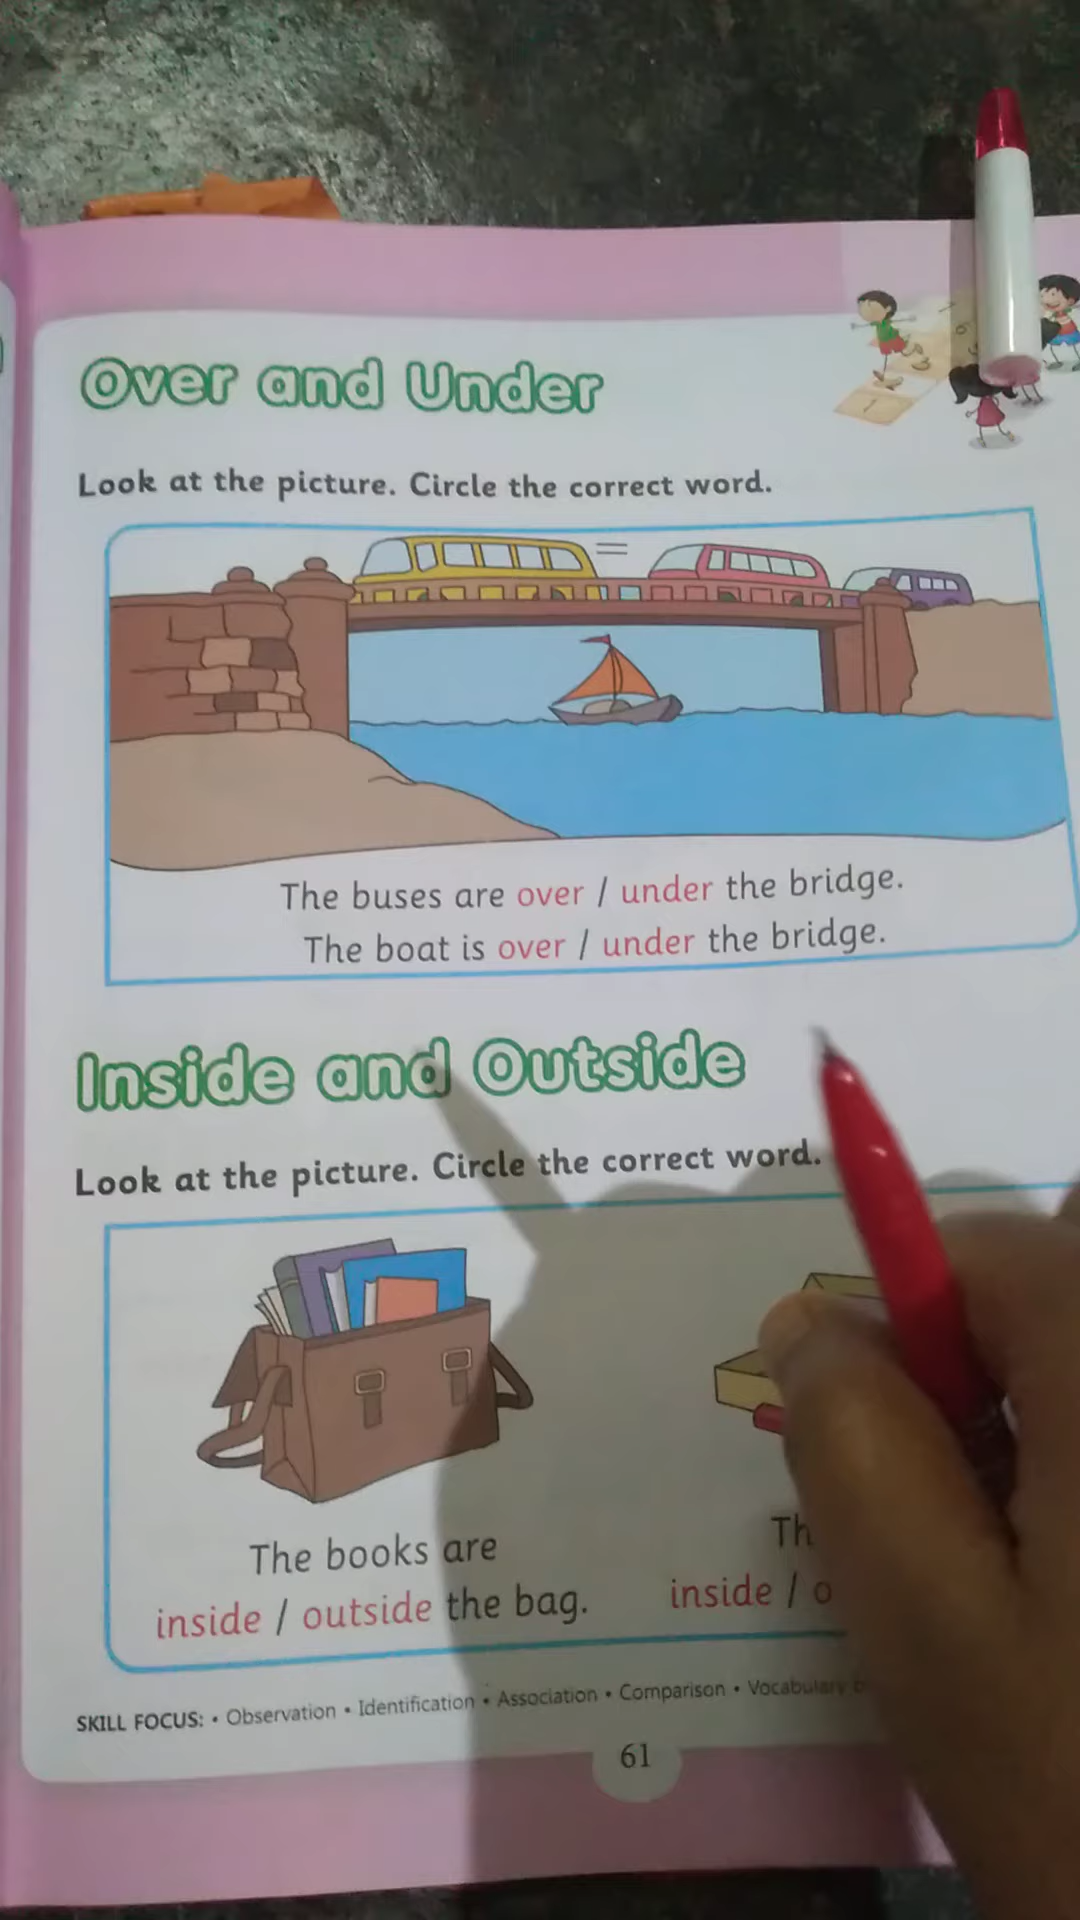 Over and Under
Look at the picture. Circle the correct word.
The buses are over / under the bridge.
The boat is over / under the bridge.
Inside and Outside
Look at the picture. Circle the correct word.
The books are
inside / outside the bag.
inside /
SKILL FOCUS: • Observation • Identification • Association • Comparison • Vocabulary
61